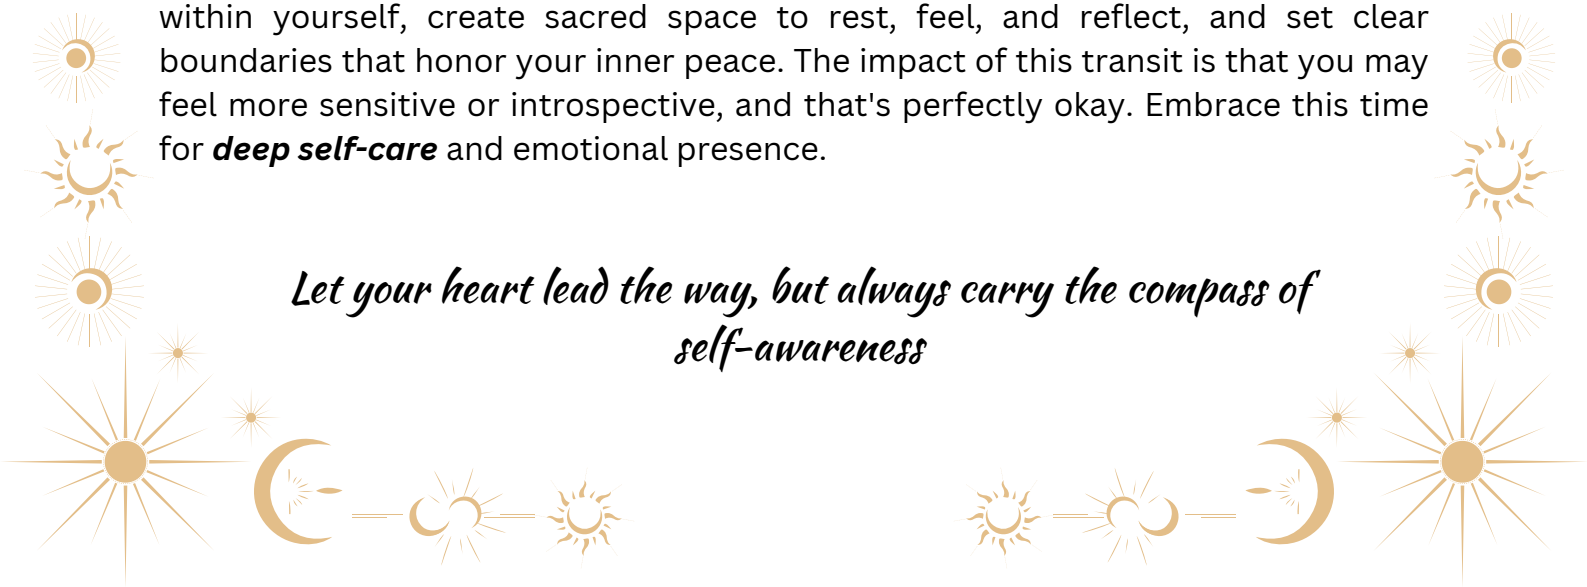 within yourself, create sacred space to rest, feel, and reflect, and set clear
boundaries that honor your inner peace. The impact of this transit is that you may
feel more sensitive or introspective, and that's perfectly okay. Embrace this time
for deep self-care and emotional presence.
Let your heart lead the way, but always carry the compass of
self-awareness